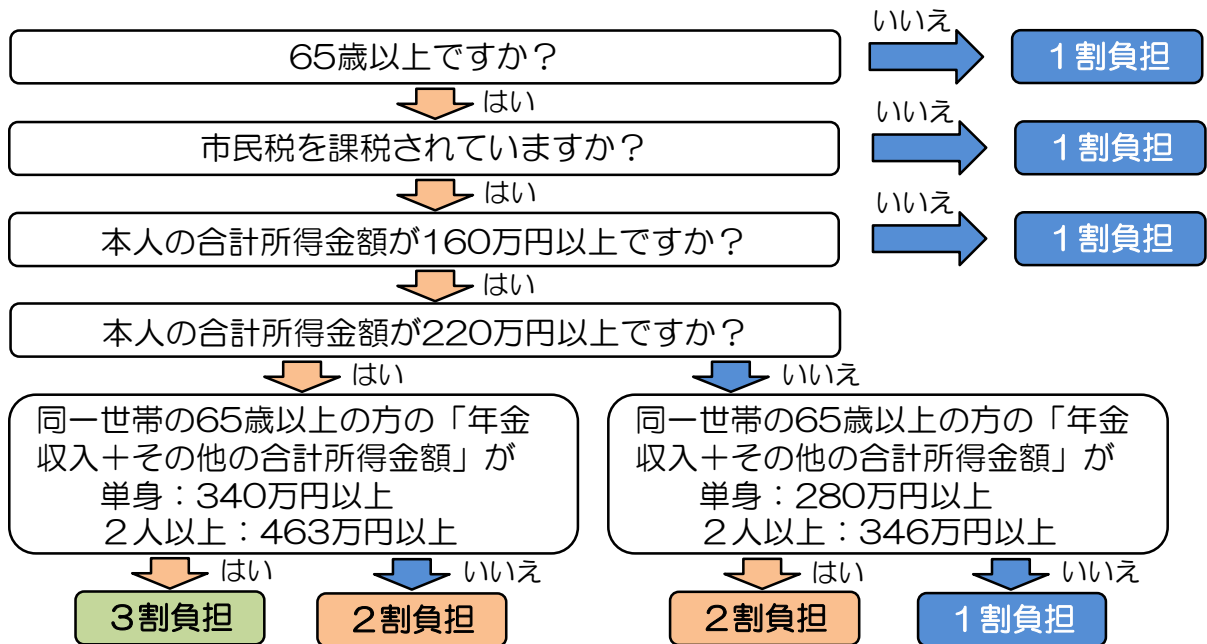 65歳以上ですか？
いいえ
１割負担
はい
市民税を課税されていますか？
いいえ
１割負担
はい
本人の合計所得金額が160万円以上ですか？
いいえ
１割負担
はい
本人の合計所得金額が220万円以上ですか？
はい
いいえ
同一世帯の65歳以上の方の「年金
収入＋その他の合計所得金額」が
単身：340万円以上
２人以上：463万円以上
同一世帯の65歳以上の方の「年金
収入＋その他の合計所得金額」が
単身：280万円以上
２人以上：346万円以上
はい
いいえ
はい
いいえ
３割負担
２割負担
２割負担
１割負担